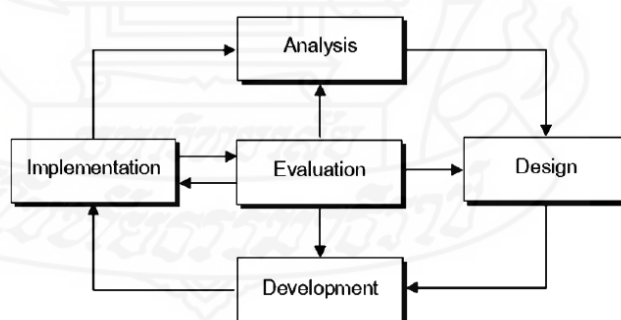 Analysis
Implementation
Evaluation
Design
Development